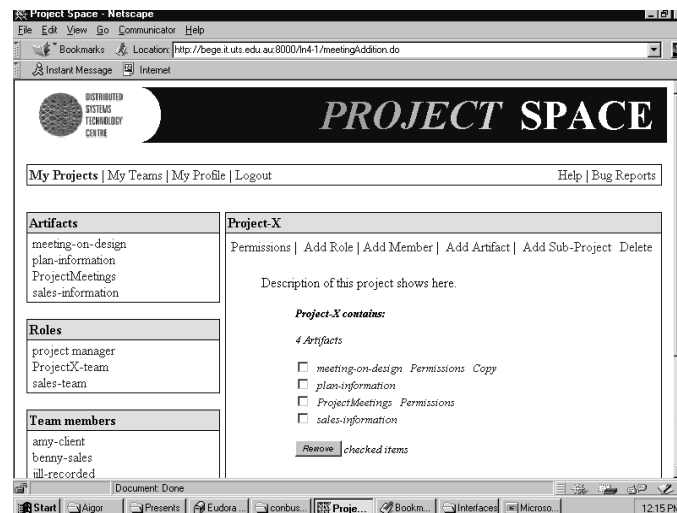 Project Space - Netscape
File Edit View Go Communicator Help
Bookmarks Location: http://bege.it.uts.edu.au:8000/ln4-1/meetingAddition.do
Instant Message Internet
DISTRIBUTED
SYSTEMS
TECHNOLOGY
CENTRE
PROJECT SPACE
My Projects | My Teams | My Profile | Logout Help | Bug Reports
Artifacts
meeting-on-design
plan-information
ProjectMeetings
sales-information
Roles
project manager
ProjectX-team
sales-team
Team members
amy-client
benny-sales
jill-recorded
Project-X
Permissions | Add Role | Add Member | Add Artifact | Add Sub-Project Delete
Description of this project shows here.
Project-X contains:
4 Artifacts
meeting-on-design Permissions Copy
plan-information
ProjectMeetings Permissions
sales-information
Remove checked items
Document: Done
Start Aigor Presents Eudora ... conbus... Proje... Bookm... Interfaces Microso... 12:15 PM